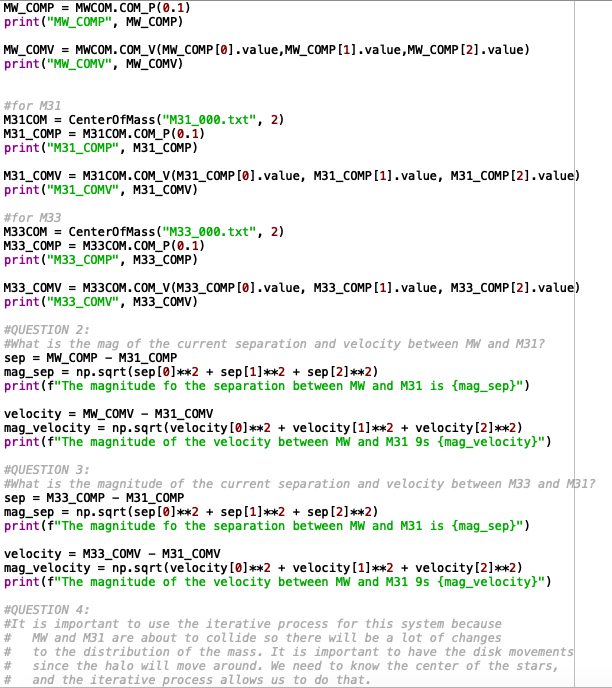 MW_COMP = MWCOM.COM_P(0.1)
print("MW_COMP", MW_COMP)
MW_COMV = MWCOM.COM_V(MW_COMP[0].value,MW_COMP[1].value,MW_COMP[2].value)
print("MW_COMV", MW_COMV)
#for M31
M31COM = CenterOfMass("M31_000.txt", 2)
M31_COMP = M31COM.COM_P(0.1)
print("M31_COMP", M31_COMP)
M31_COMV = M31COM.COM_V(M31_COMP[0].value, M31_COMP[1].value, M31_COMP[2].value)
print("M31_COMV", M31_COMV)
#for M33
M33COM = CenterOfMass("M33_000.txt", 2)
M33_COMP = M33COM.COM_P(0.1)
print("M33_COMP", M33_COMP)
M33_COMV = M33COM.COM_V(M33_COMP[0].value, M33_COMP[1].value, M33_COMP[2].value)
print("M33_COMV", M33_COMV)
#QUESTION 2:
#What is the mag of the current separation and velocity between MW and M31?
sep = MW_COMP - M31_COMP
mag_sep = np.sqrt(sep[0]**2 + sep[1]**2 + sep[2]**2)
print(f"The magnitude fo the separation between MW and M31 is {mag_sep}")
velocity = MW_COMV - M31_COMV
mag_velocity = np.sqrt(velocity[0]**2 + velocity[1]**2 + velocity[2]**2)
print(f"The magnitude of the velocity between MW and M31 9s {mag_velocity}")
#QUESTION 3:
#What is the magnitude of the current separation and velocity between M33 and M31?
sep = M33_COMP - M31_COMP
mag_sep = np.sqrt(sep[0]**2 + sep[1]**2 + sep[2]**2)
print(f"The magnitude fo the separation between MW and M31 is {mag_sep}")
velocity = M33_COMV - M31_COMV
mag_velocity = np.sqrt(velocity[0]**2 + velocity[1]**2 + velocity[2]**2)
print(f"The magnitude of the velocity between MW and M31 9s {mag_velocity}")
#QUESTION 4:
#It is important to use the iterative process for this system because
#   MW and M31 are about to collide so there will be a lot of changes
#   to the distribution of the mass. It is important to have the disk movements
#   since the halo will move around. We need to know the center of the stars,
#   and the iterative process allows us to do that.